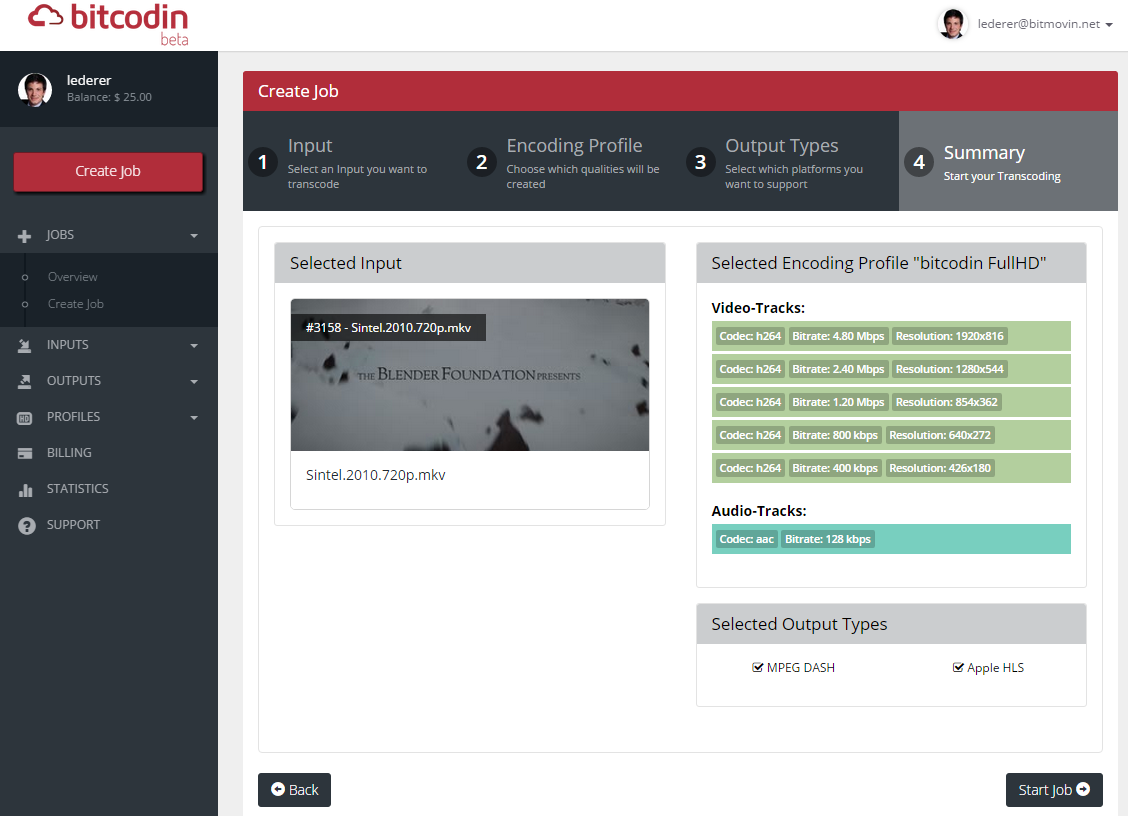 bitcodin
beta
lederer@bitmovin.net
lederer
Balance: $ 25.00
Create Job
JOBS
Overview
Create Job
INPUTS
OUTPUTS
HD PROFILES
BILLING
STATISTICS
? SUPPORT
Create Job
1 Input
Select an Input you want to
transcode
2 Encoding Profile
Choose which qualities will be
created
3 Output Types
Select which platforms you
want to support
4 Summary
Start your Transcoding
Selected Input
#3158 - Sintel.2010.720p.mkv
THE BLENDER FOUNDATION PRESENTS
Sintel.2010.720p.mkv
Selected Encoding Profile "bitcodin FullHD"
Video-Tracks:
Codec: h264 Bitrate: 4.80 Mbps Resolution: 1920x816
Codec: h264 Bitrate: 2.40 Mbps Resolution: 1280x544
Codec: h264 Bitrate: 1.20 Mbps Resolution: 854x362
Codec: h264 Bitrate: 800 kbps Resolution: 640x272
Codec: h264 Bitrate: 400 kbps Resolution: 426x180
Audio-Tracks:
Codec: aac Bitrate: 128 kbps
Selected Output Types
MPEG DASH
Apple HLS
Back
Start Job